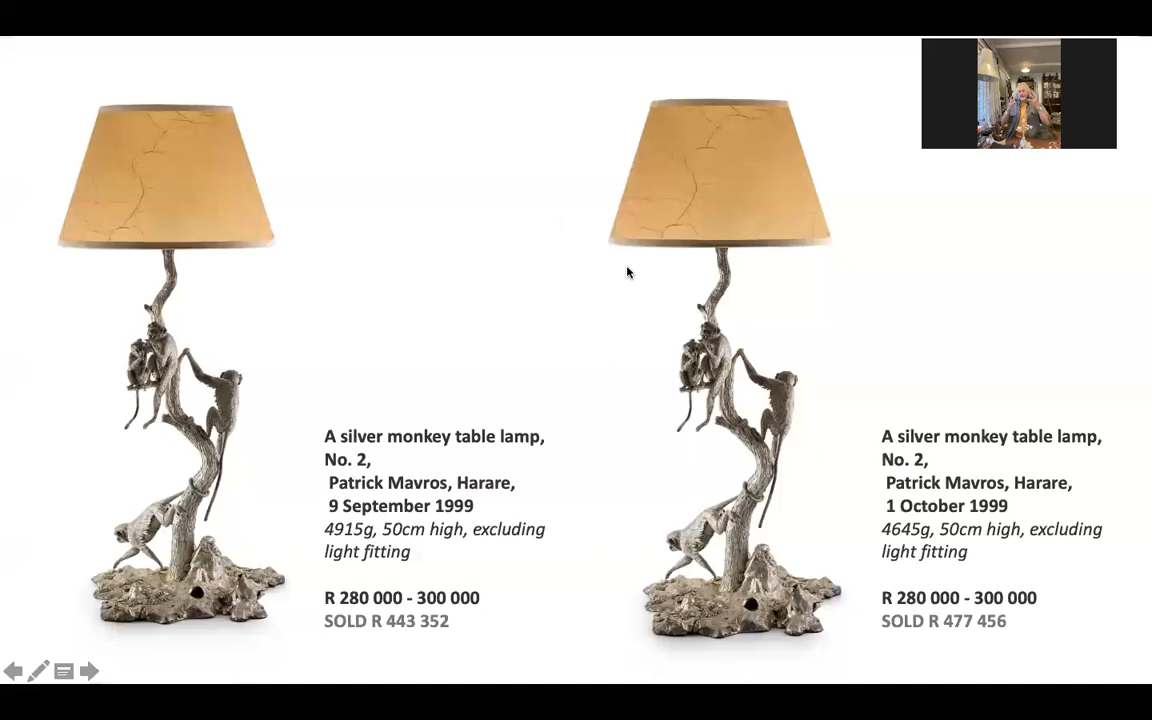 A silver monkey table lamp,
No. 2,
Patrick Mavros, Harare,
9 September 1999
4915g, 50cm high, excluding
light fitting
R 280 000 - 300 000
SOLD R 443 352
A silver monkey table lamp,
No. 2,
Patrick Mavros, Harare,
1 October 1999
4645g, 50cm high, excluding
light fitting
R 280 000 - 300 000
SOLD R 477 456